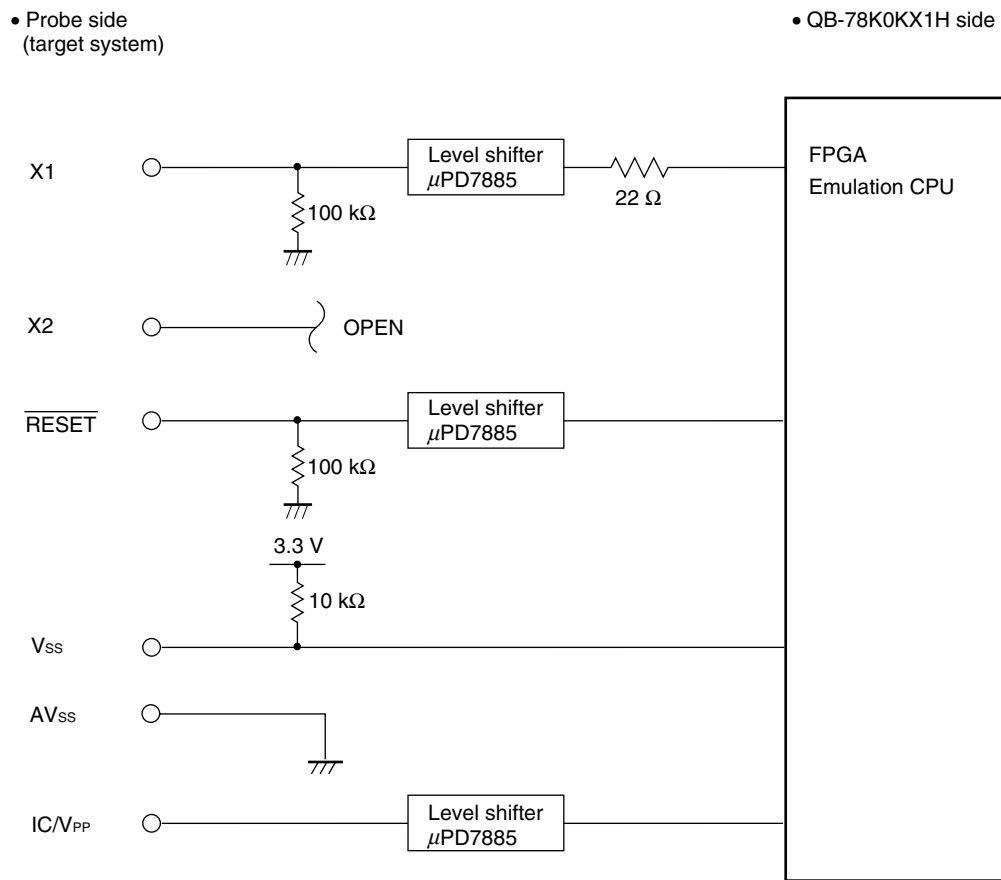 • Probe side
(target system)
• QB-78K0KX1H side
X1
Level shifter
μPD7885
22 Ω
100 kΩ
FPGA
Emulation CPU
X2
OPEN
RESET
Level shifter
μPD7885
100 kΩ
3.3 V
10 kΩ
VSS
AVSS
IC/VPP
Level shifter
μPD7885